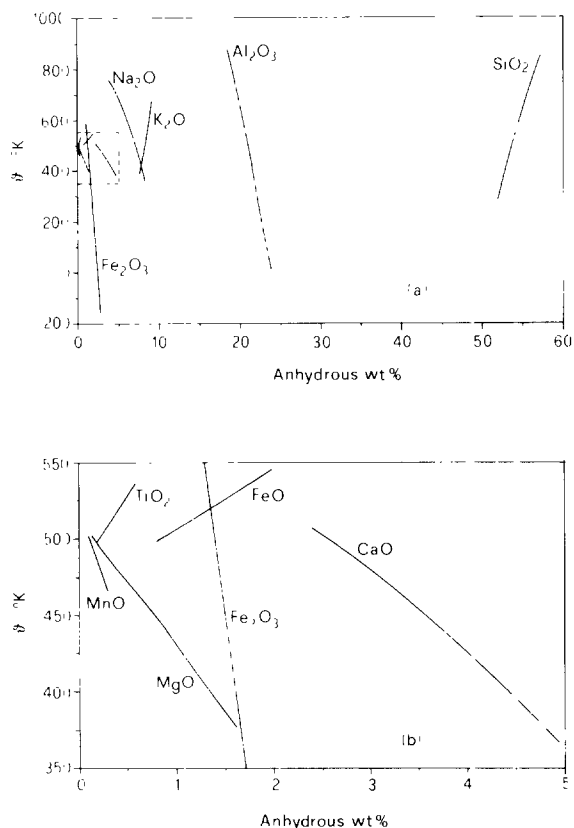 1000
800
600
400
200
0
200
ϑ °K
Na₂O
K₂O
Al₂O₃
SiO₂
Fe₂O₃
(a)
0 10 20 30 40 50 60
Anhydrous wt%
550
500
450
400
350
ϑ °K
TiO₂
FeO
CaO
MnO
Fe₂O₃
MgO
(b)
0 1 2 3 4 5
Anhydrous wt%